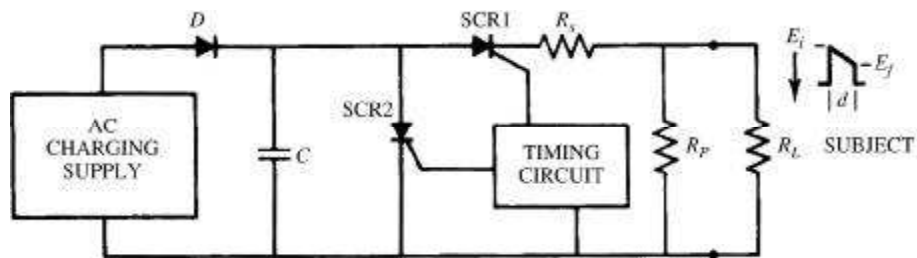 D
SCR1
R_s
E_i
E_f
d
AC
CHARGING
SUPPLY
C
SCR2
TIMING
CIRCUIT
R_P
R_L
SUBJECT